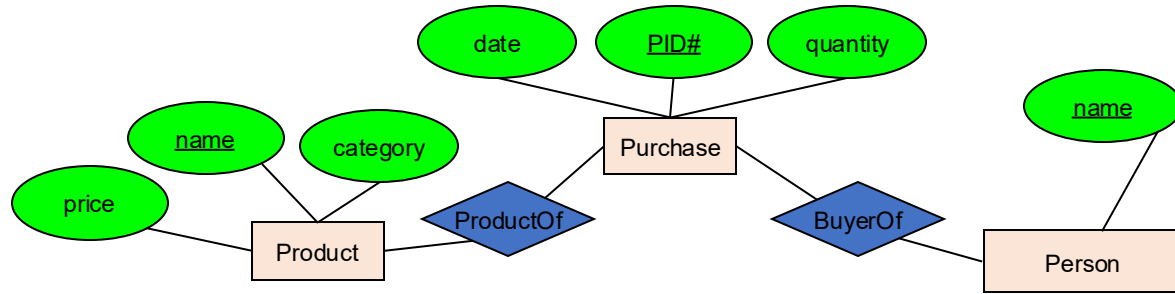 date
PID#
quantity
name
name
category
Purchase
price
ProductOf
BuyerOf
Product
Person